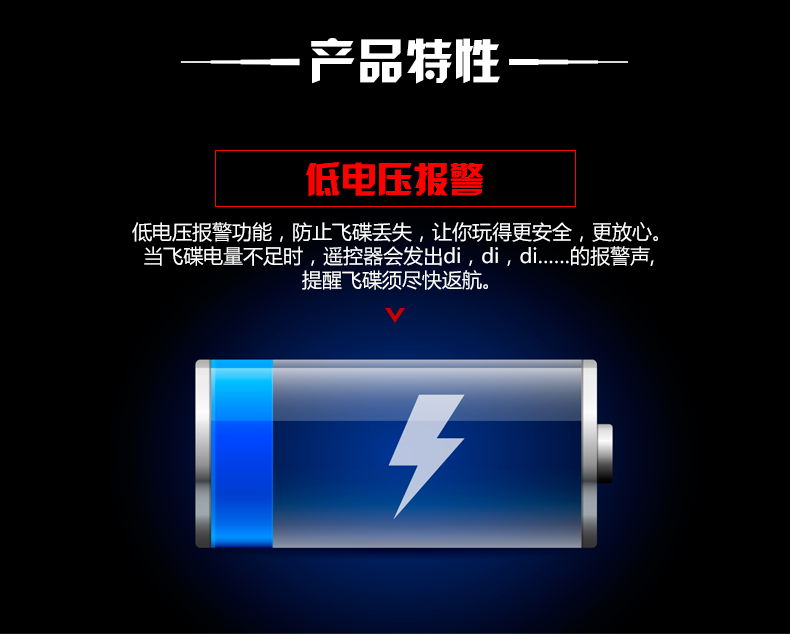 产品特性
低电压报警
低电压报警功能，防止飞碟丢失，让你玩得更安全，更放心。
当飞碟电量不足时，遥控器会发出di，di，di......的报警声,
提醒飞碟须尽快返航。